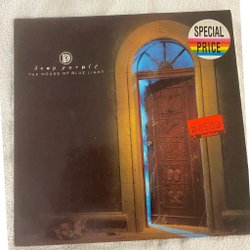 D
deep purple
THE HOUSE OF BLUE LIGHT
SPECIAL
PRICE